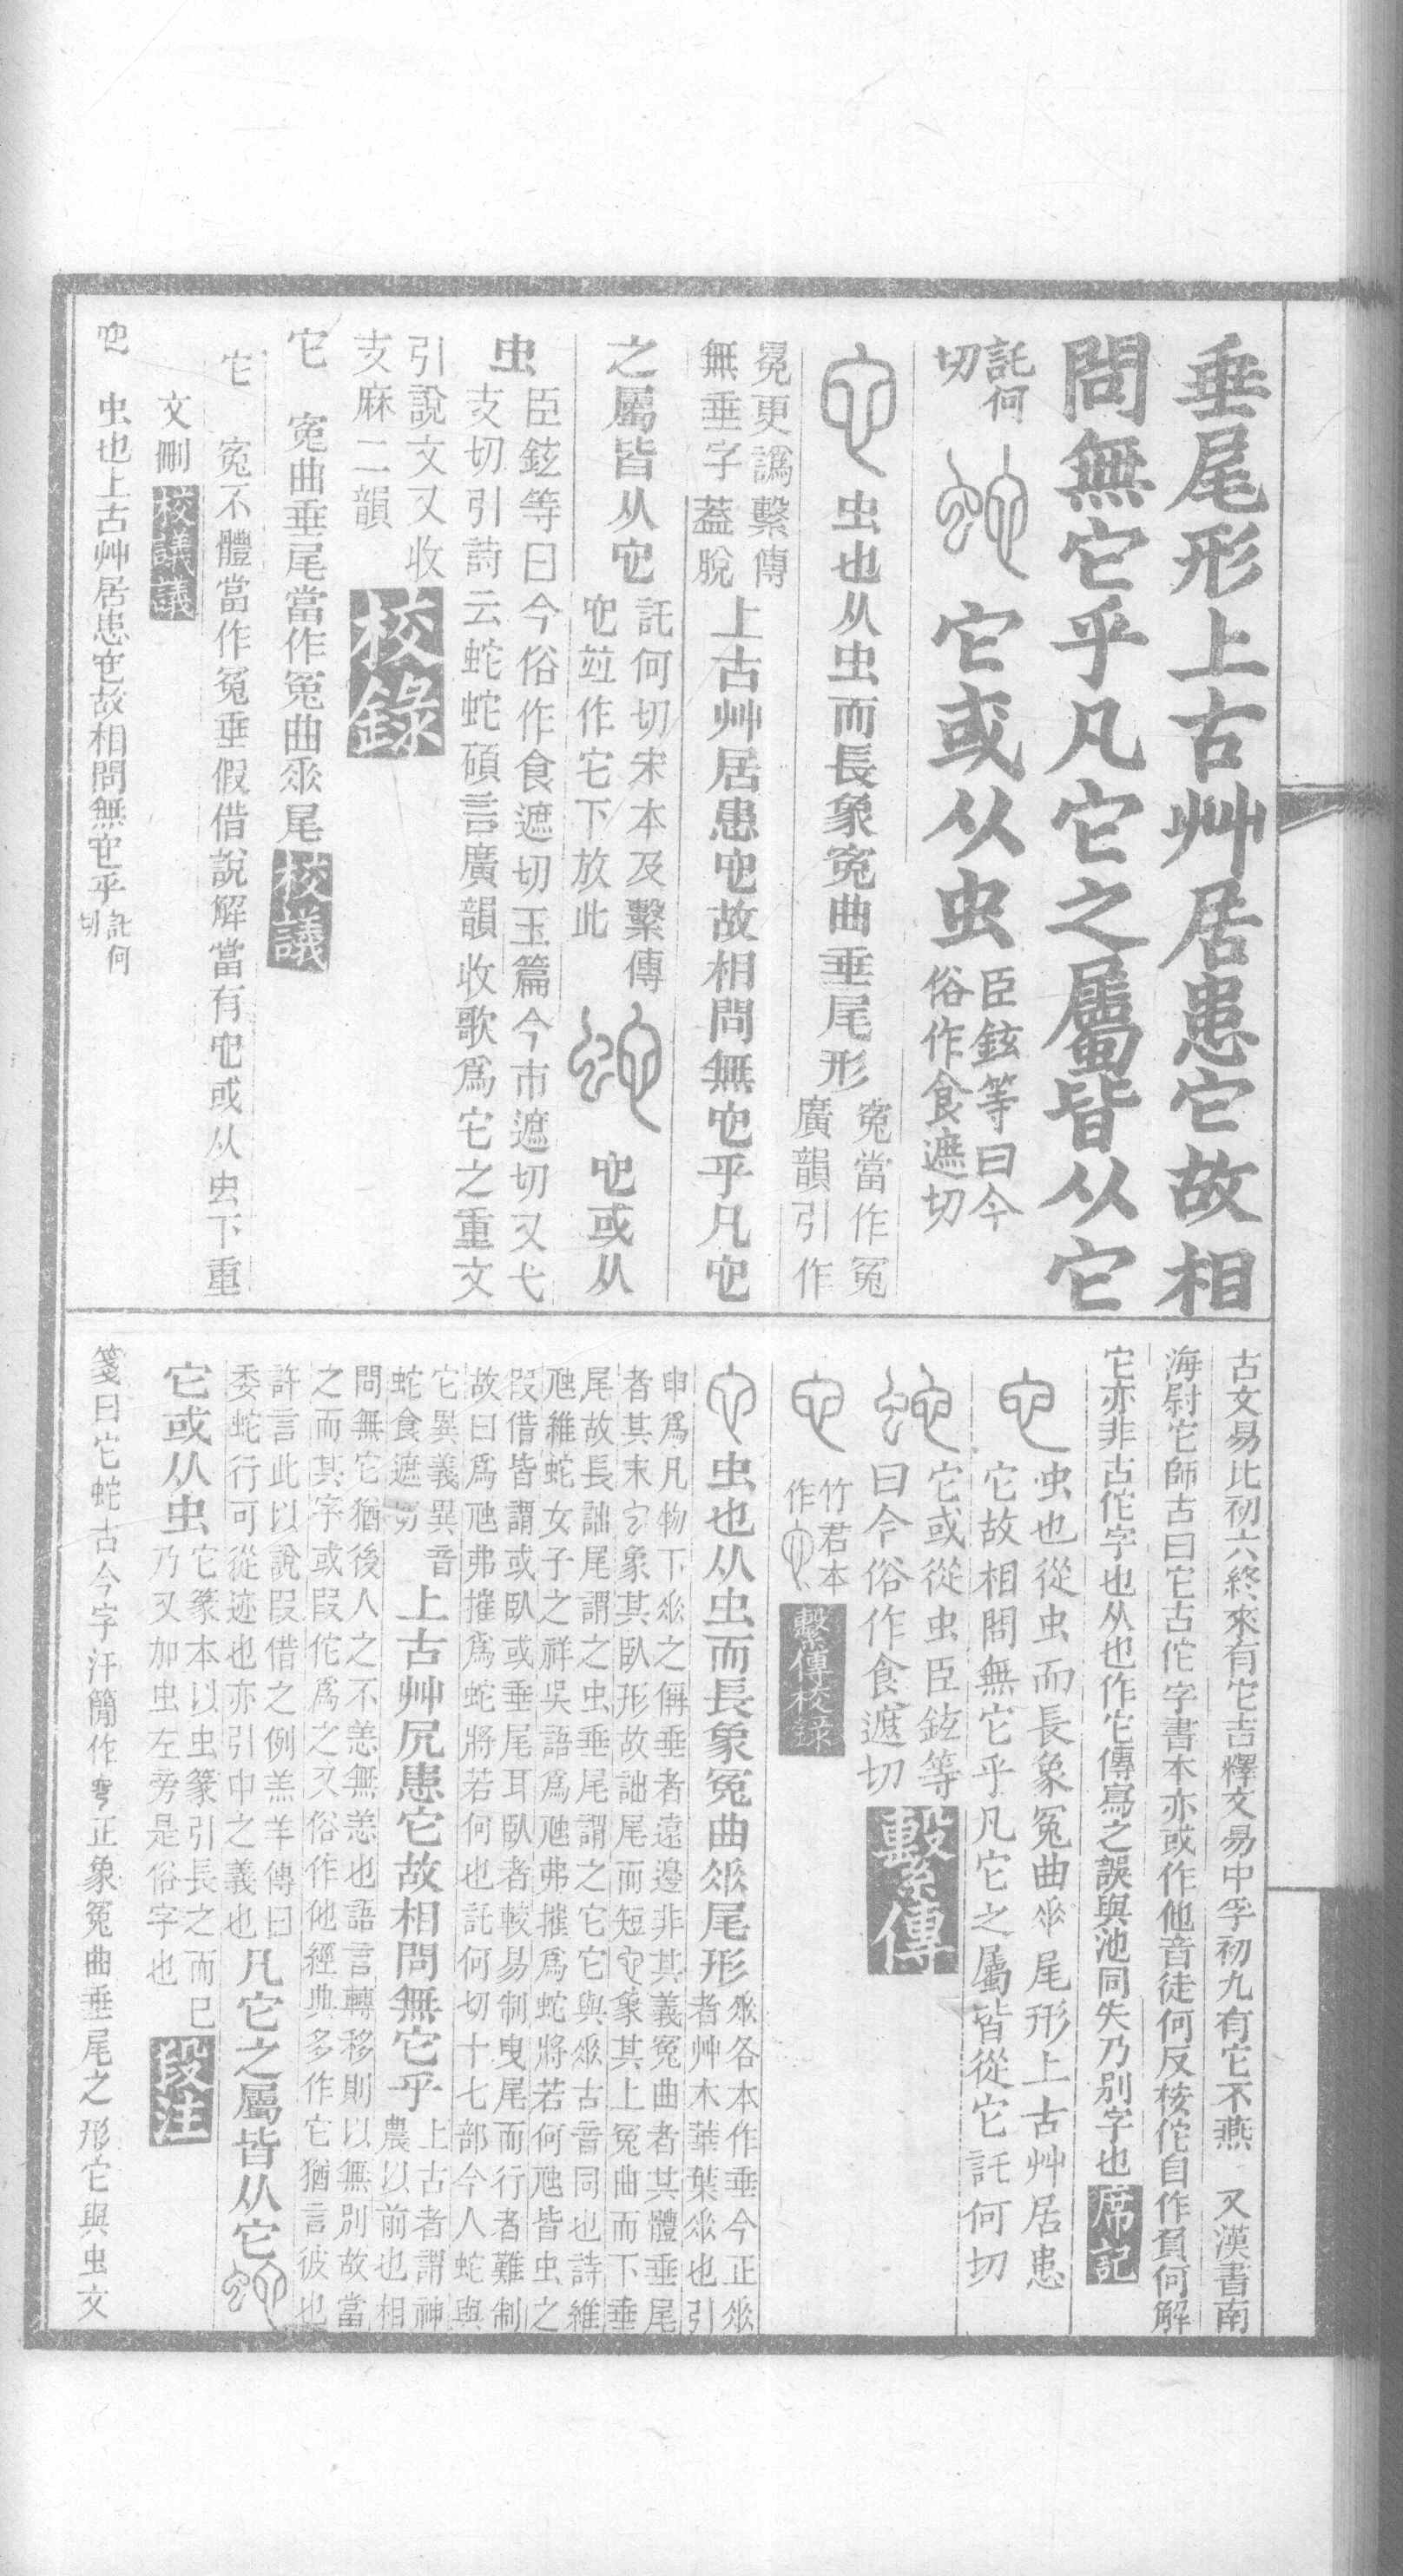 垂尾形上古艸居患它故相
問無它乎凡它之屬皆从它
託何
切
它或从虫
臣鉉等曰今
俗作食遮切
虫也从虫而長象冤曲垂尾形
冤當作冤
廣韻引作
冤更譌繫傳
無垂字葢脫
上古艸居患它故相問無它乎凡它
之屬皆从它
託何切宋本及繫傳
它竝作它下放此
它或从
虫
臣鉉等曰今俗作食遮切玉篇今市遮切又弋
支切引詩云蛇蛇碩言廣韻收歌爲它之重文
引說文又收
支麻二韻
校錄
它 冤曲垂尾當作冤曲𠂹尾
校議
它 冤不體當作冤垂假借說解當有它或从虫下重
文刪
校議議
它 虫也上古艸居患它故相問無它乎
託何
切
古文易比初六終來有它吉釋文易中孚初九有它不燕 又漢書南
海尉它師古曰它古佗字書本亦或作他音徒何反桉佗自作負何解
它亦非古佗字也从也作它傳寫之誤與池同失乃別字也
席記
虫也從虫而長象冤曲𠂹尾形上古艸居患
它故相問無它乎凡它之屬皆從它託何切
它或從虫臣鉉等
曰今俗作食遮切
繫傳
竹君本
作
繫傳校錄
虫也从虫而長象冤曲𠂹尾形
𠂹各本作垂今正𠂹
者艸木華葉𠂹也引
申爲凡物下𠂹之偁垂者遠邊非其義冤曲者其體垂尾
者其末象其臥形故詘尾而短象其上冤曲而下垂
尾故長詘尾謂之虫垂尾謂之它它與𠂹古音同也詩維
虺維蛇女子之祥吳語爲虺弗摧爲蛇將若何虺皆虫之
叚借皆謂或臥或垂尾耳臥者較易制曳尾而行者難制
故曰爲虺弗摧爲蛇將若何也託何切十七部今人蛇與
它異義異音
蛇食遮切
上古艸凥患它故相問無它乎
上古者謂神
農以前也相
問無它猶後人之不恙無恙也語言轉移則以無別故當
之而其字或叚佗爲之又俗作他經典多作它猶言彼也
許言此以說叚借之例羔羊傳曰
委蛇行可從迹也亦引申之義也
凡它之屬皆从它
它或从虫
它篆本以虫篆引長之而已
乃又加虫左旁是俗字也
段注
箋曰它蛇古今字汗簡作正象冤曲垂尾之形它與虫文